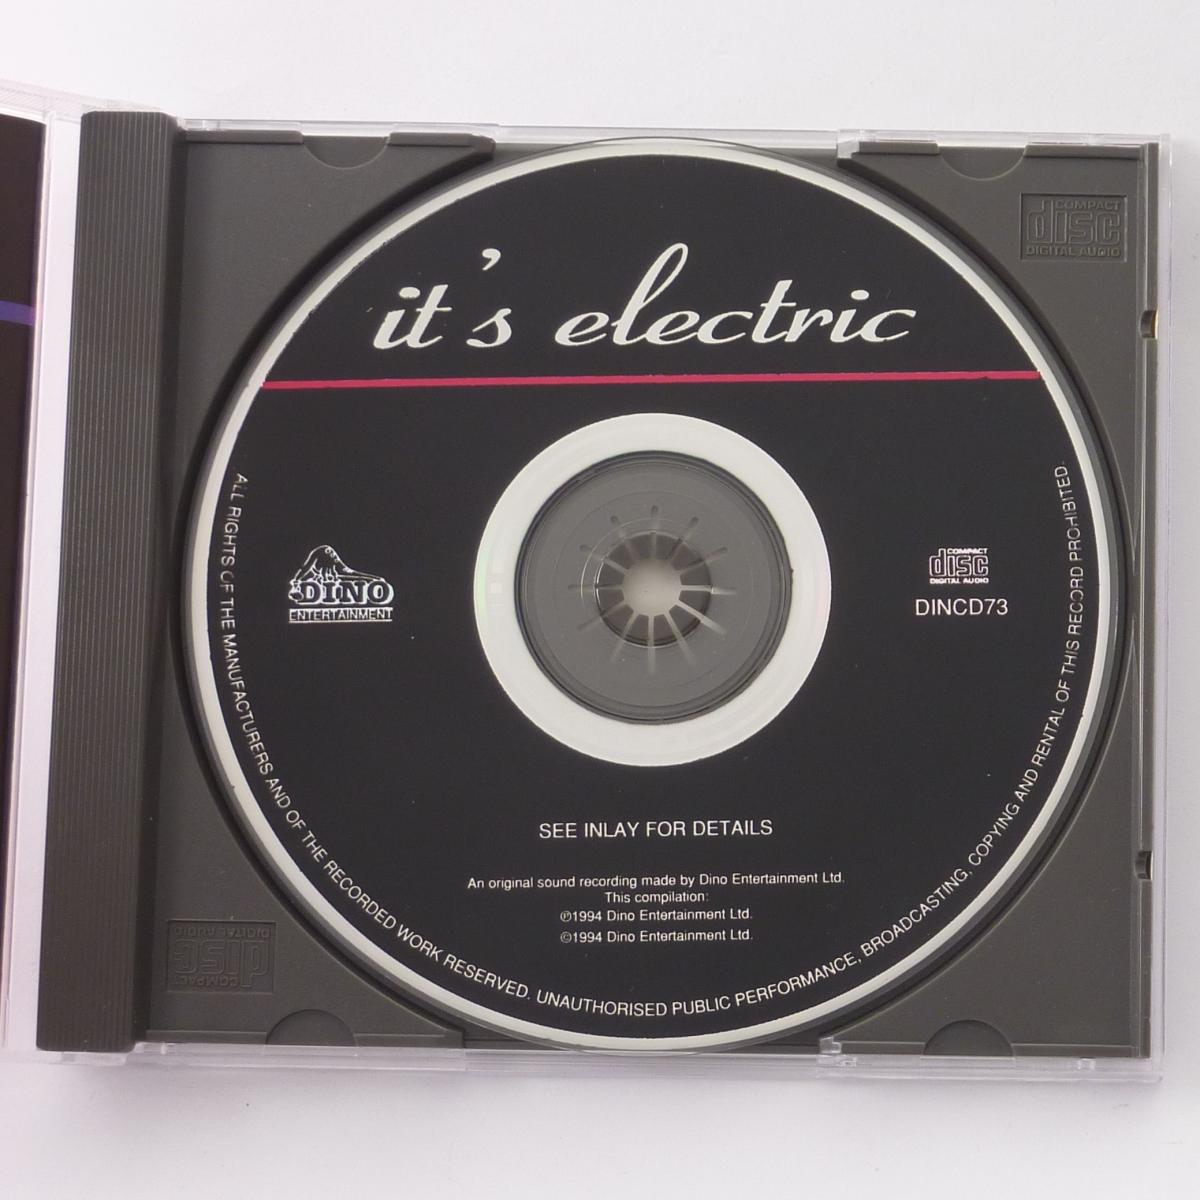 it's electric
COMPACT
disc
DIGITAL AUDIO
DINO
ENTERTAINMENT
COMPACT
disc
DIGITAL AUDIO
DINCD73
SEE INLAY FOR DETAILS
An original sound recording made by Dino Entertainment Ltd.
This compilation:
℗1994 Dino Entertainment Ltd.
©1994 Dino Entertainment Ltd.
ALL RIGHTS OF THE MANUFACTURERS AND OF THE RECORDED WORK RESERVED. UNAUTHORISED PUBLIC PERFORMANCE, BROADCASTING, COPYING AND RENTAL OF THIS RECORD PROHIBITED.
COMPACT
disc
DIGITAL AUDIO